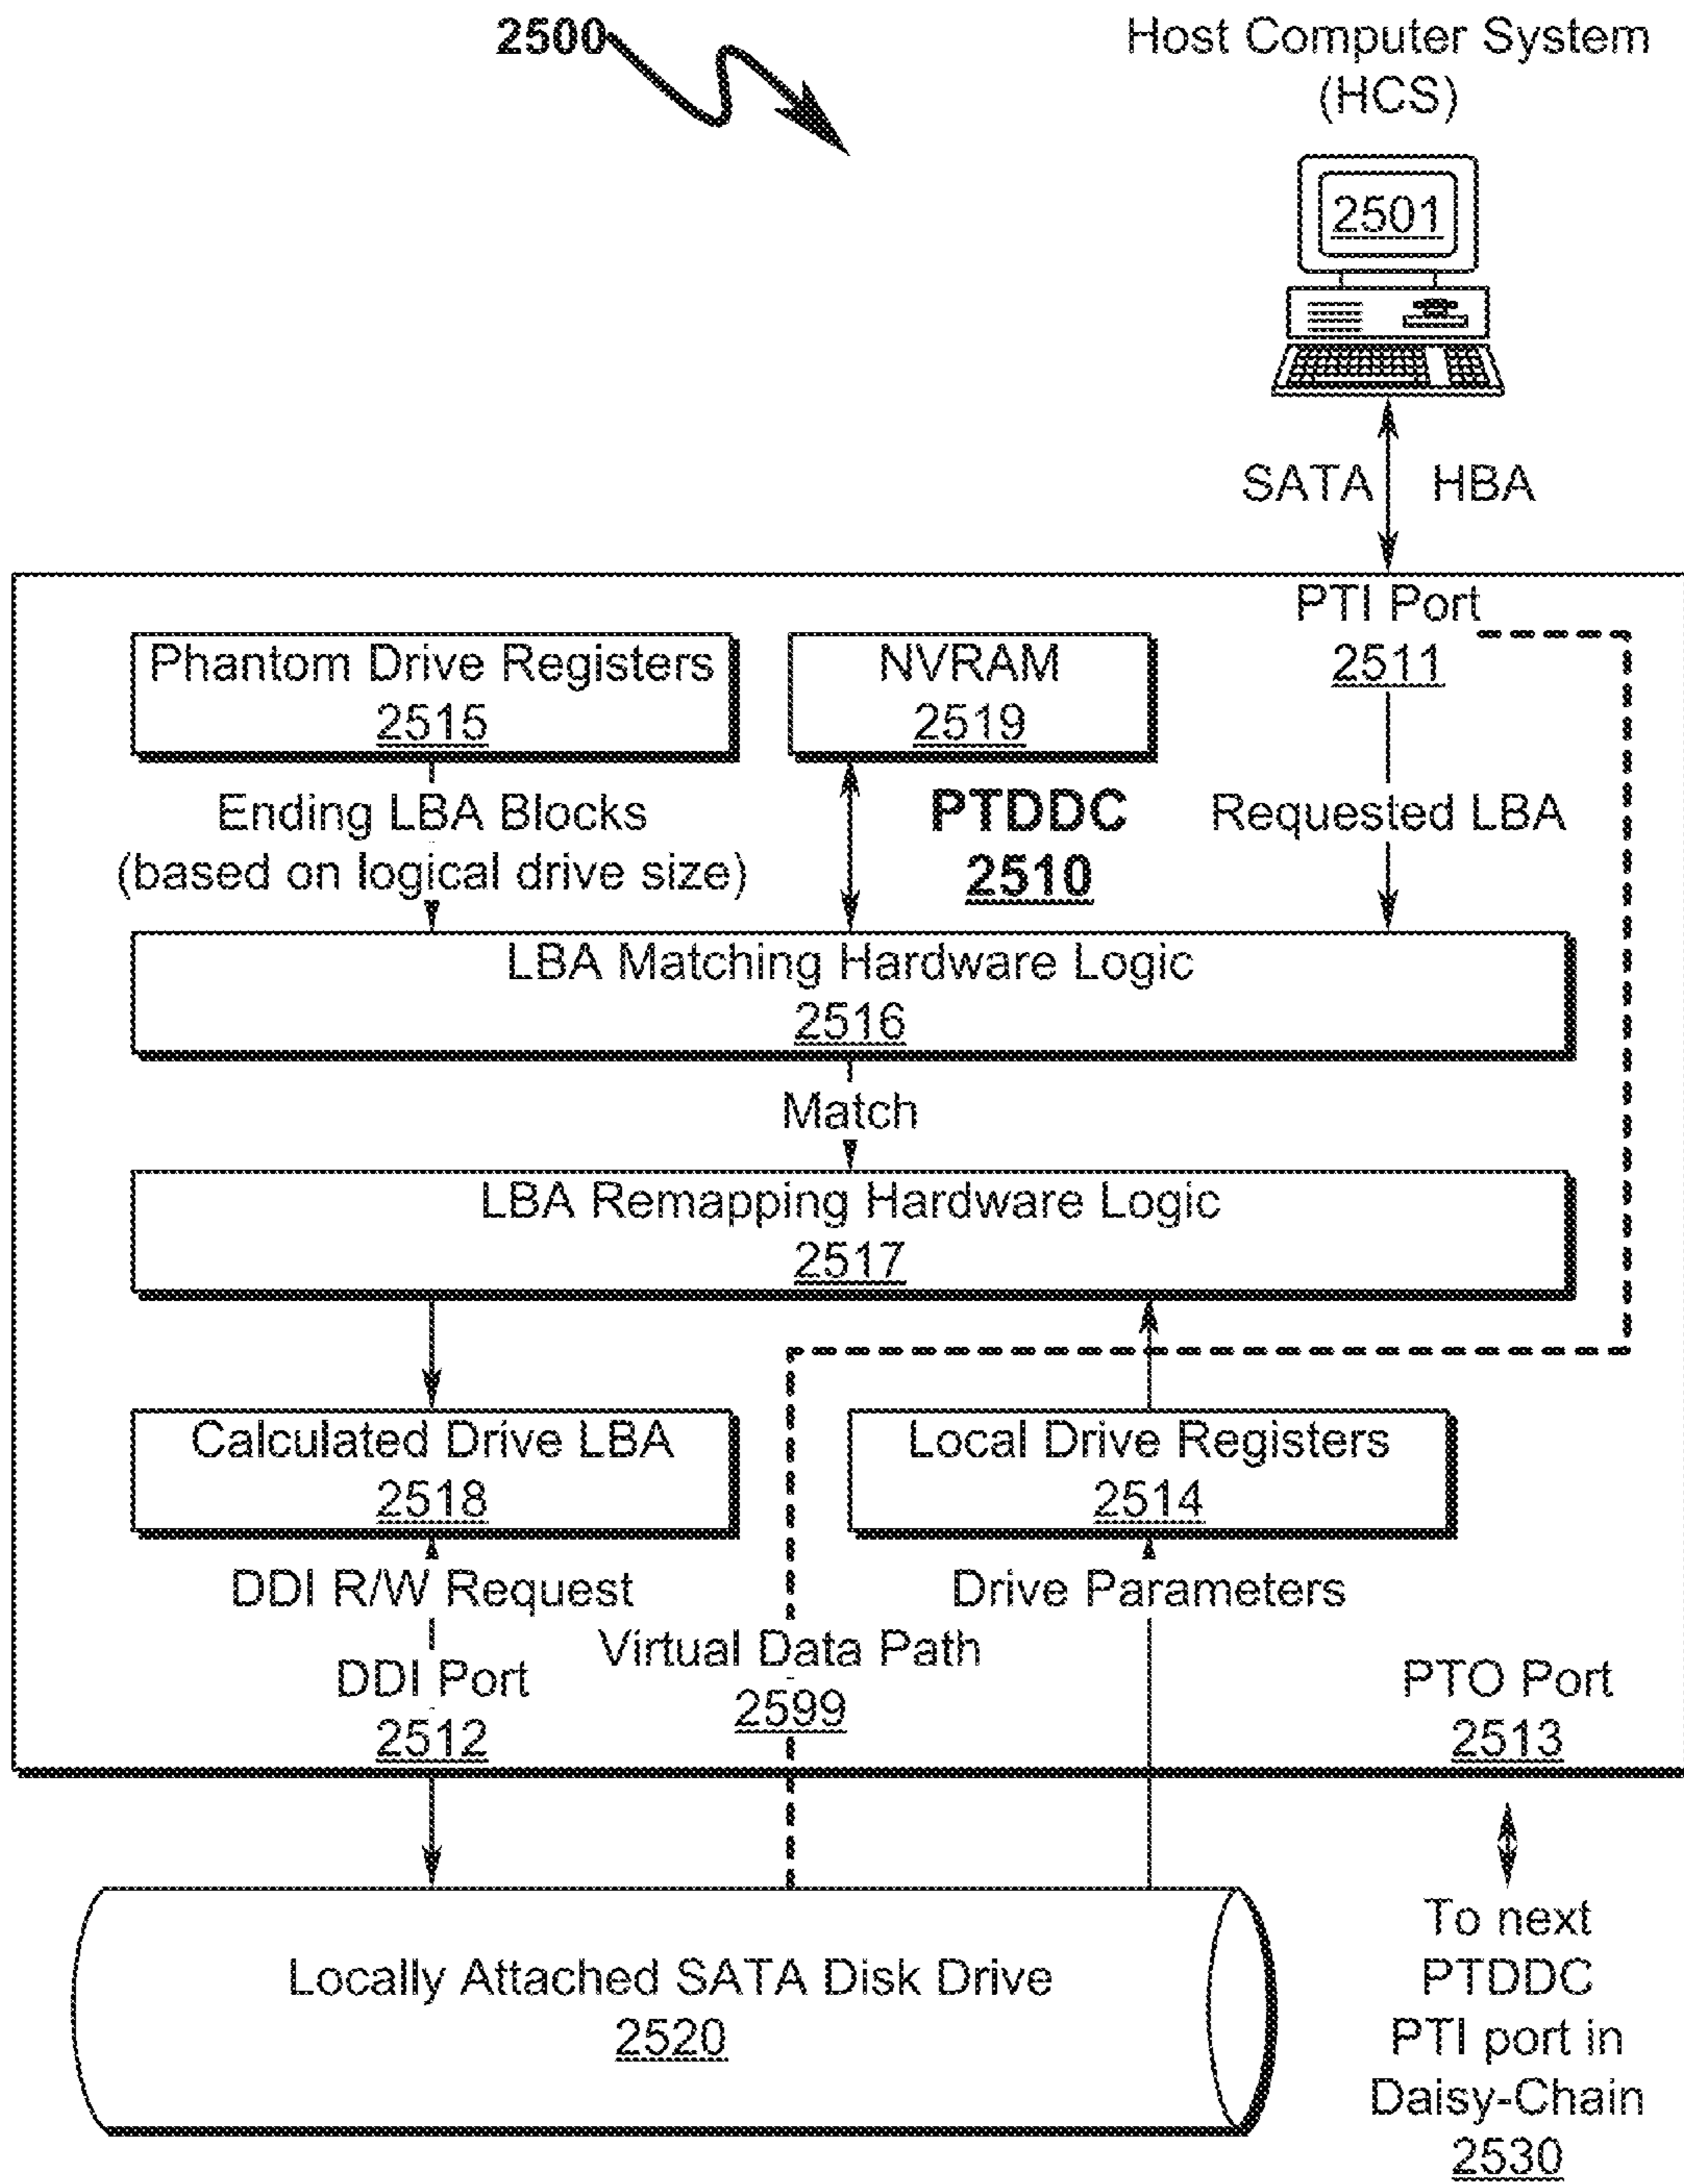 2500
Host Computer System
(HCS)
2501
SATA HBA
PTI Port
2511
Phantom Drive Registers
2515
NVRAM
2519
Ending LBA Blocks
(based on logical drive size)
PTDDC
2510
Requested LBA
LBA Matching Hardware Logic
2516
Match
LBA Remapping Hardware Logic
2517
Calculated Drive LBA
2518
Local Drive Registers
2514
DDI R/W Request
Drive Parameters
DDI Port
2512
Virtual Data Path
2599
PTO Port
2513
Locally Attached SATA Disk Drive
2520
To next
PTDDC
PTI port in
Daisy-Chain
2530